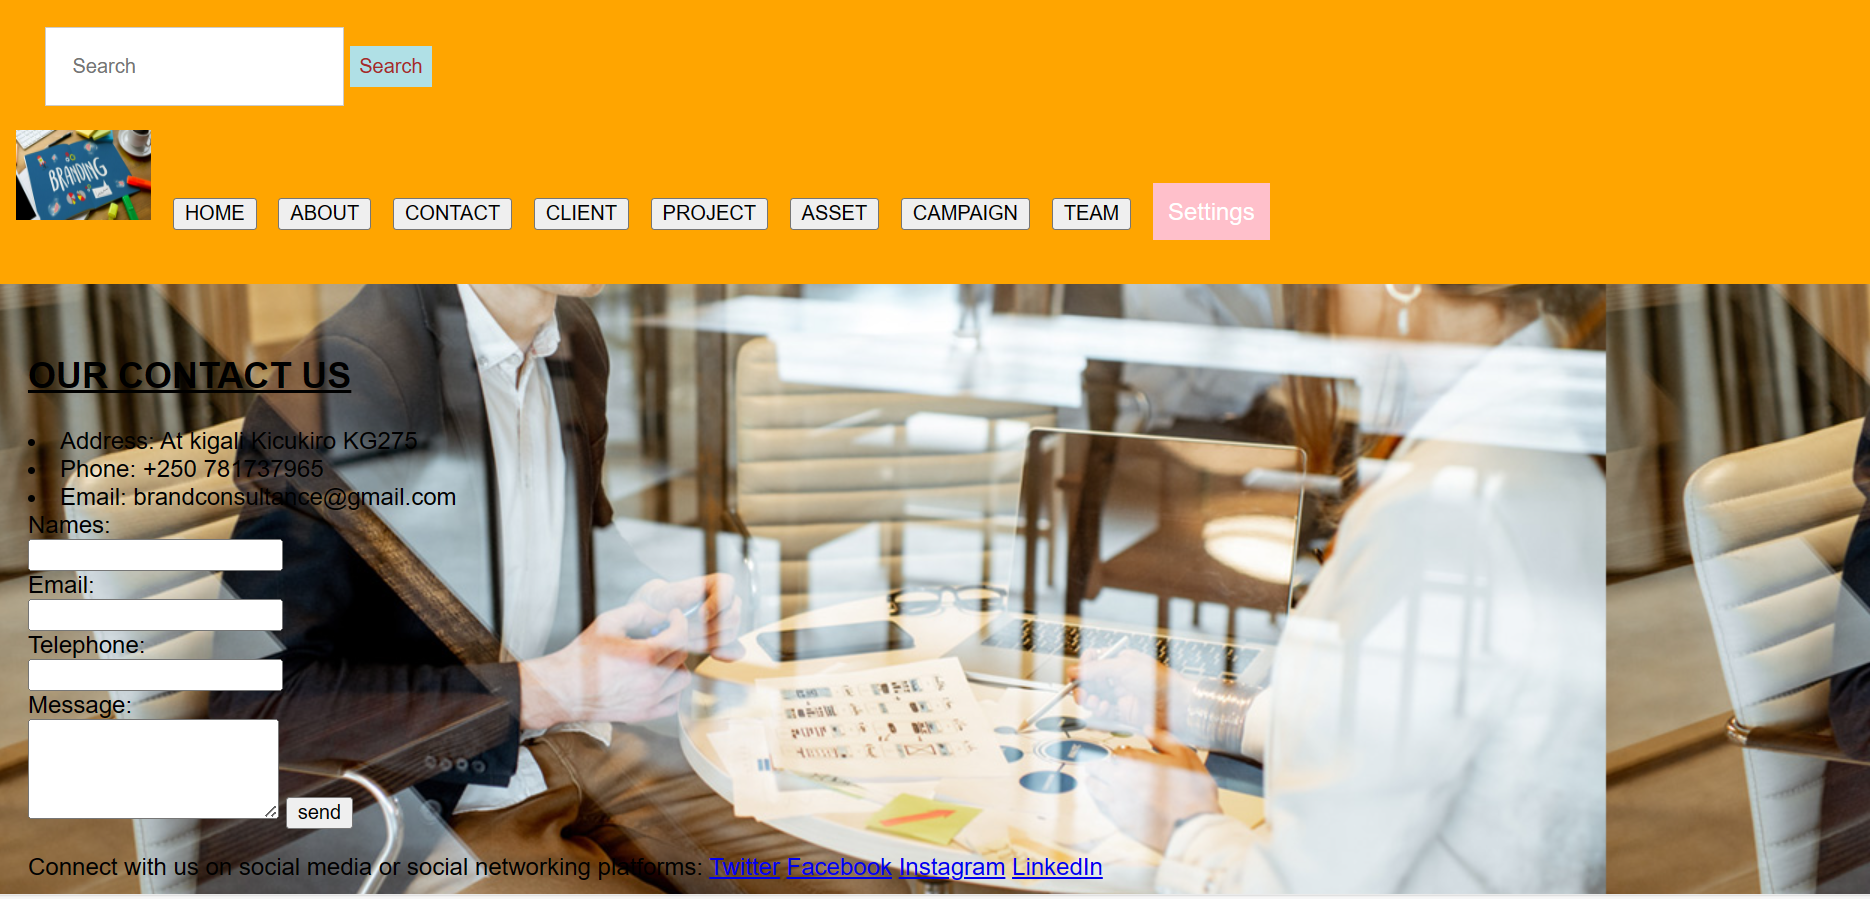 Search Search
BRANDING
HOME ABOUT CONTACT CLIENT PROJECT ASSET CAMPAIGN TEAM Settings
OUR CONTACT US
Address: At kigali Kicukiro KG275
Phone: +250 781737965
Email: brandconsultance@gmail.com
Names:
Email:
Telephone:
Message:
send
Connect with us on social media or social networking platforms: Twitter Facebook Instagram LinkedIn